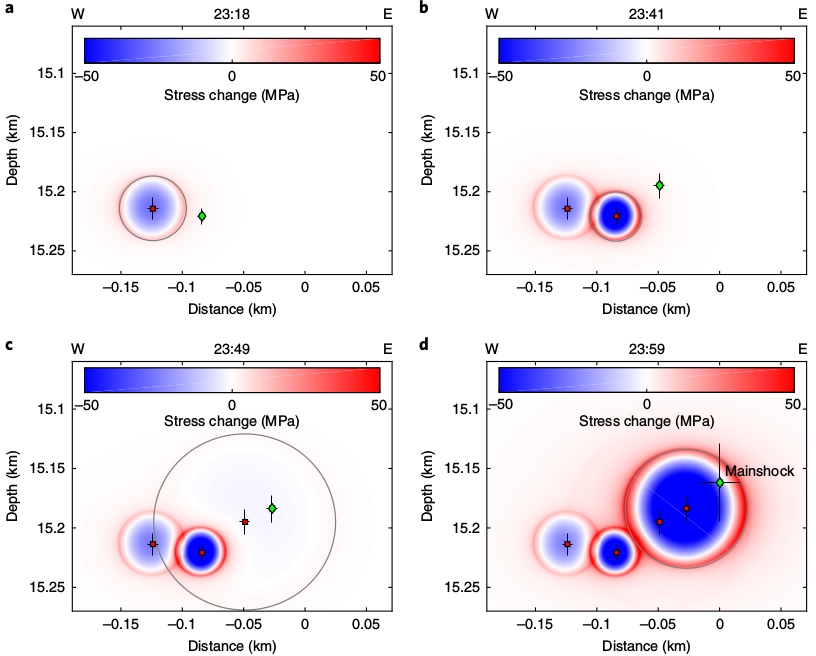 a
W 23:18 E
−50 0 50
Stress change (MPa)
15.1
15.15
15.2
15.25
Depth (km)
−0.15 −0.1 −0.05 0 0.05
Distance (km)
b
W 23:41 E
−50 0 50
Stress change (MPa)
15.1
15.15
15.2
15.25
Depth (km)
−0.15 −0.1 −0.05 0 0.05
Distance (km)
c
W 23:49 E
−50 0 50
Stress change (MPa)
15.1
15.15
15.2
15.25
Depth (km)
−0.15 −0.1 −0.05 0 0.05
Distance (km)
d
W 23:59 E
−50 0 50
Stress change (MPa)
15.1
15.15
Mainshock
15.2
15.25
Depth (km)
−0.15 −0.1 −0.05 0 0.05
Distance (km)